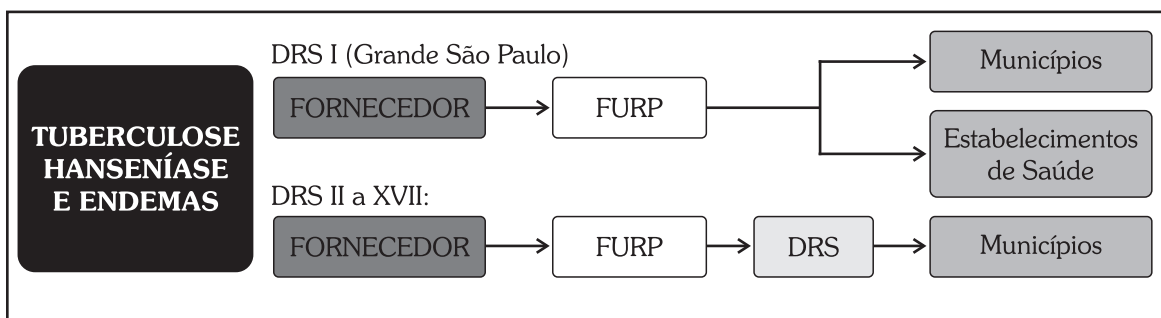 TUBERCULOSE
HANSENÍASE
E ENDEMAS
DRS I (Grande São Paulo)
FORNECEDOR
FURP
Municípios
Estabelecimentos
de Saúde
DRS II a XVII:
FORNECEDOR
FURP
DRS
Municípios